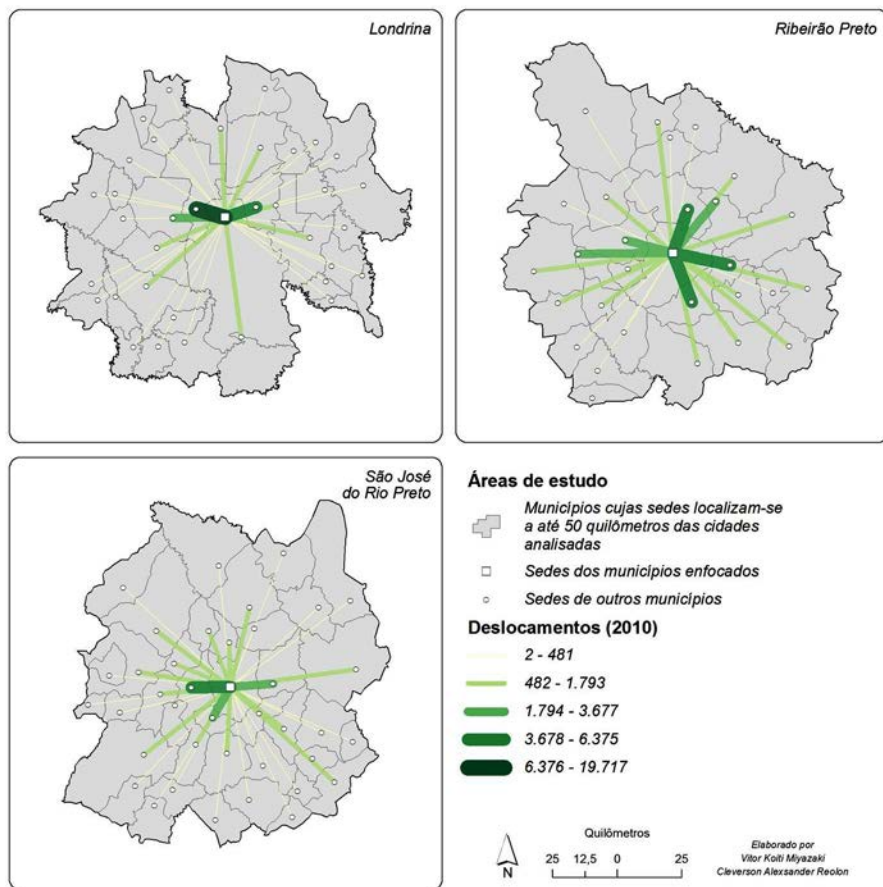 Londrina
Ribeirão Preto
São José
do Rio Preto
Áreas de estudo
Municípios cujas sedes localizam-se
a até 50 quilômetros das cidades
analisadas
Sedes dos municípios enfocados
Sedes de outros municípios
Deslocamentos (2010)
2 - 481
482 - 1.793
1.794 - 3.677
3.678 - 6.375
6.376 - 19.717
N
Quilômetros
25 12,5 0 25
Elaborado por
Vitor Koiti Miyazaki
Cleverson Alexsander Reolon